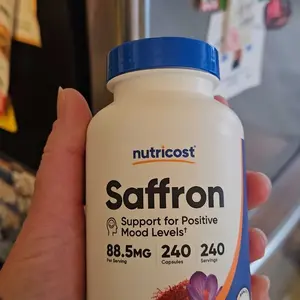 nutricost®
Saffron
Support for Positive
Mood Levels†
88.5MG 240 240
Per Serving Capsules Servings